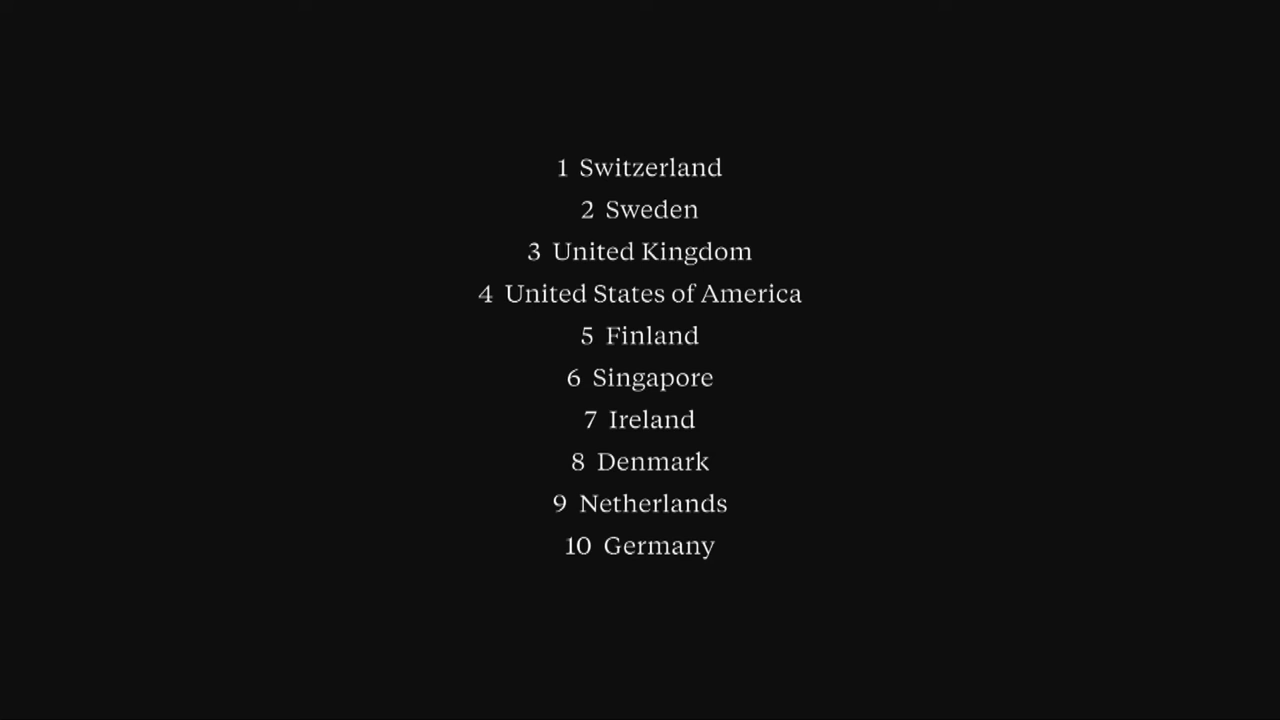 1 Switzerland
2 Sweden
3 United Kingdom
4 United States of America
5 Finland
6 Singapore
7 Ireland
8 Denmark
9 Netherlands
10 Germany